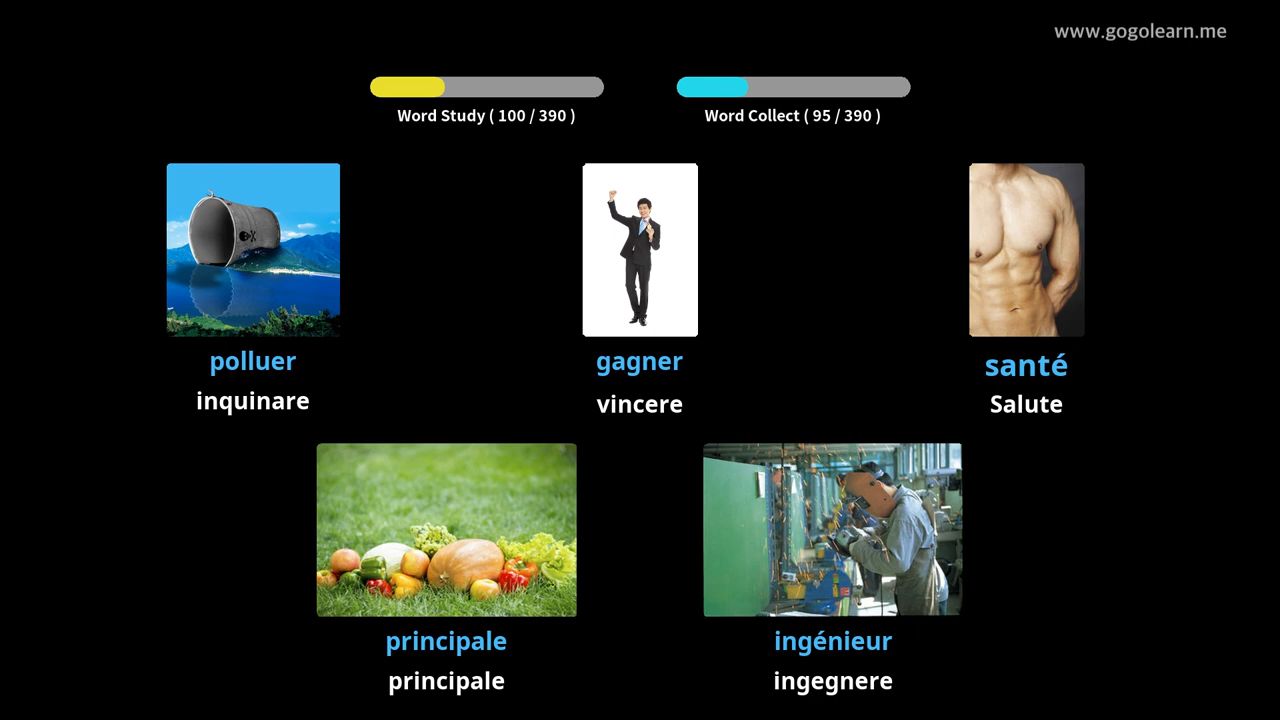 www.gogolearn.me
Word Study ( 100 / 390 )
Word Collect ( 95 / 390 )
polluer
inquinare
gagner
vincere
santé
Salute
principale
principale
ingénieur
ingegnere